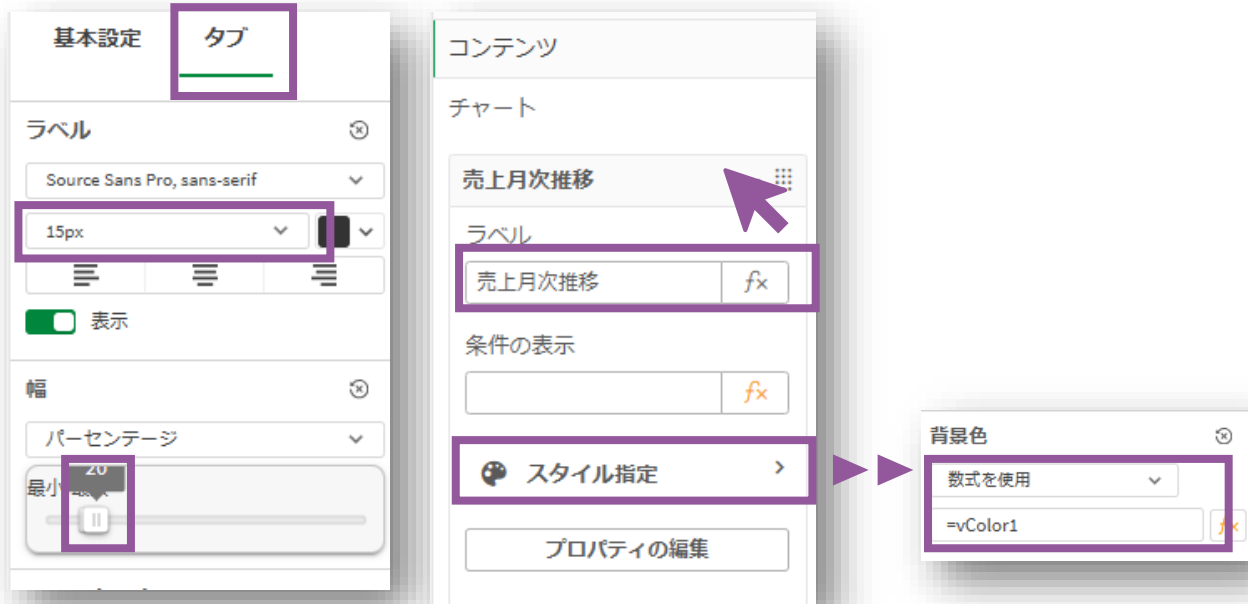 基本設定
タブ
ラベル
Source Sans Pro, sans-serif
15px
表示
幅
パーセンテージ
20
コンテンツ
チャート
売上月次推移
ラベル
売上月次推移
fx
条件の表示
fx
スタイル指定
プロパティの編集
背景色
数式を使用
=vColor1
fx